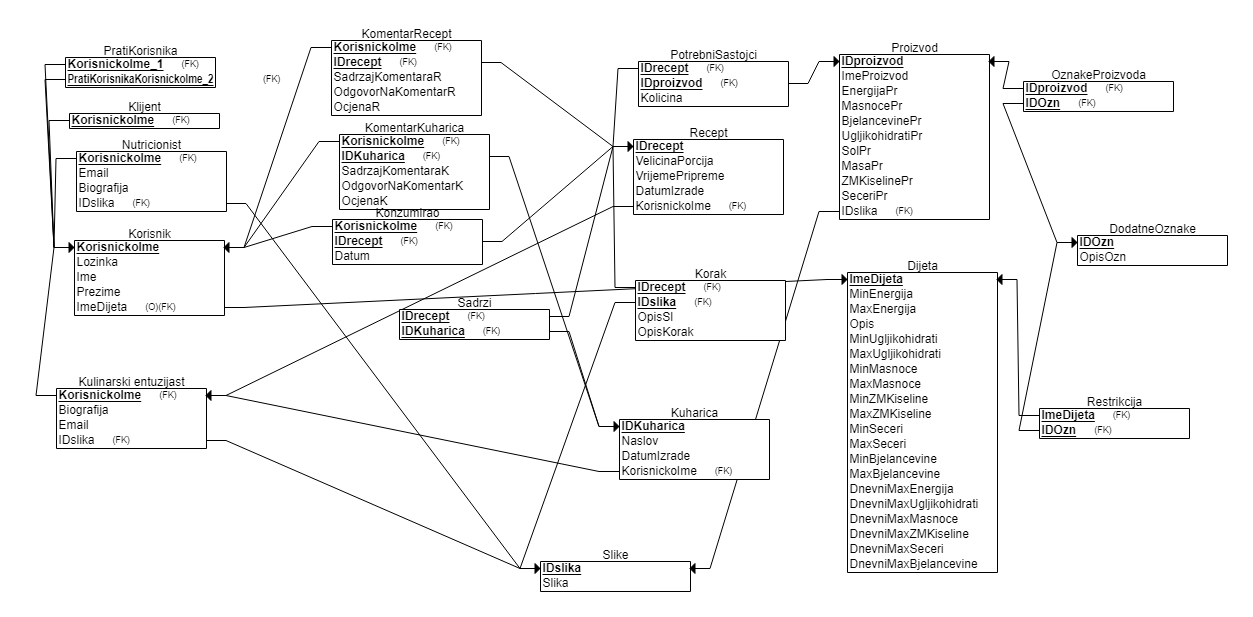 PratiKorisnika
KorisnickoIme_1 (FK)
PratiKorisnikaKorisnickoIme_2 (FK)
Klijent
KorisnickoIme (FK)
Nutricionist
KorisnickoIme (FK)
Email
Biografija
IDslika (FK)
Korisnik
KorisnickoIme
Lozinka
Ime
Prezime
ImeDijeta (O)(FK)
Kulinarski entuzijast
KorisnickoIme (FK)
Biografija
Email
IDslika (FK)
KomentarRecept
KorisnickoIme (FK)
IDrecept (FK)
SadrzajKomentaraR
OdgovorNaKomentarR
OcjenaR
KomentarKuharica
KorisnickoIme (FK)
IDKuharica (FK)
SadrzajKomentaraK
OdgovorNaKomentarK
OcjenaK
Konzumirao
KorisnickoIme (FK)
IDrecept (FK)
Datum
Sadrzi
IDrecept (FK)
IDKuharica (FK)
PotrebniSastojci
IDrecept (FK)
IDproizvod (FK)
Kolicina
Recept
IDrecept
VelicinaPorcija
VrijemePripreme
DatumIzrade
KorisnickoIme (FK)
Korak
IDrecept (FK)
IDslika (FK)
OpisSl
OpisKorak
Kuharica
IDKuharica
Naslov
DatumIzrade
KorisnickoIme (FK)
Slike
IDslika
Slika
Proizvod
IDproizvod
ImeProizvod
EnergijaPr
MasnocePr
BjelancevinePr
UgljikohidratiPr
SolPr
MasaPr
ZMKiselinePr
SeceriPr
IDslika (FK)
Dijeta
ImeDijeta
MinEnergija
MaxEnergija
Opis
MinUgljikohidrati
MaxUgljikohidrati
MinMasnoce
MaxMasnoce
MinZMKiseline
MaxZMKiseline
MinSeceri
MaxSeceri
MinBjelancevine
MaxBjelancevine
DnevniMaxEnergija
DnevniMaxUgljikohidrati
DnevniMaxMasnoce
DnevniMaxZMKiseline
DnevniMaxSeceri
DnevniMaxBjelancevine
OznakeProizvoda
IDproizvod (FK)
IDOzn (FK)
DodatneOznake
IDOzn
OpisOzn
Restrikcija
ImeDijeta (FK)
IDOzn (FK)